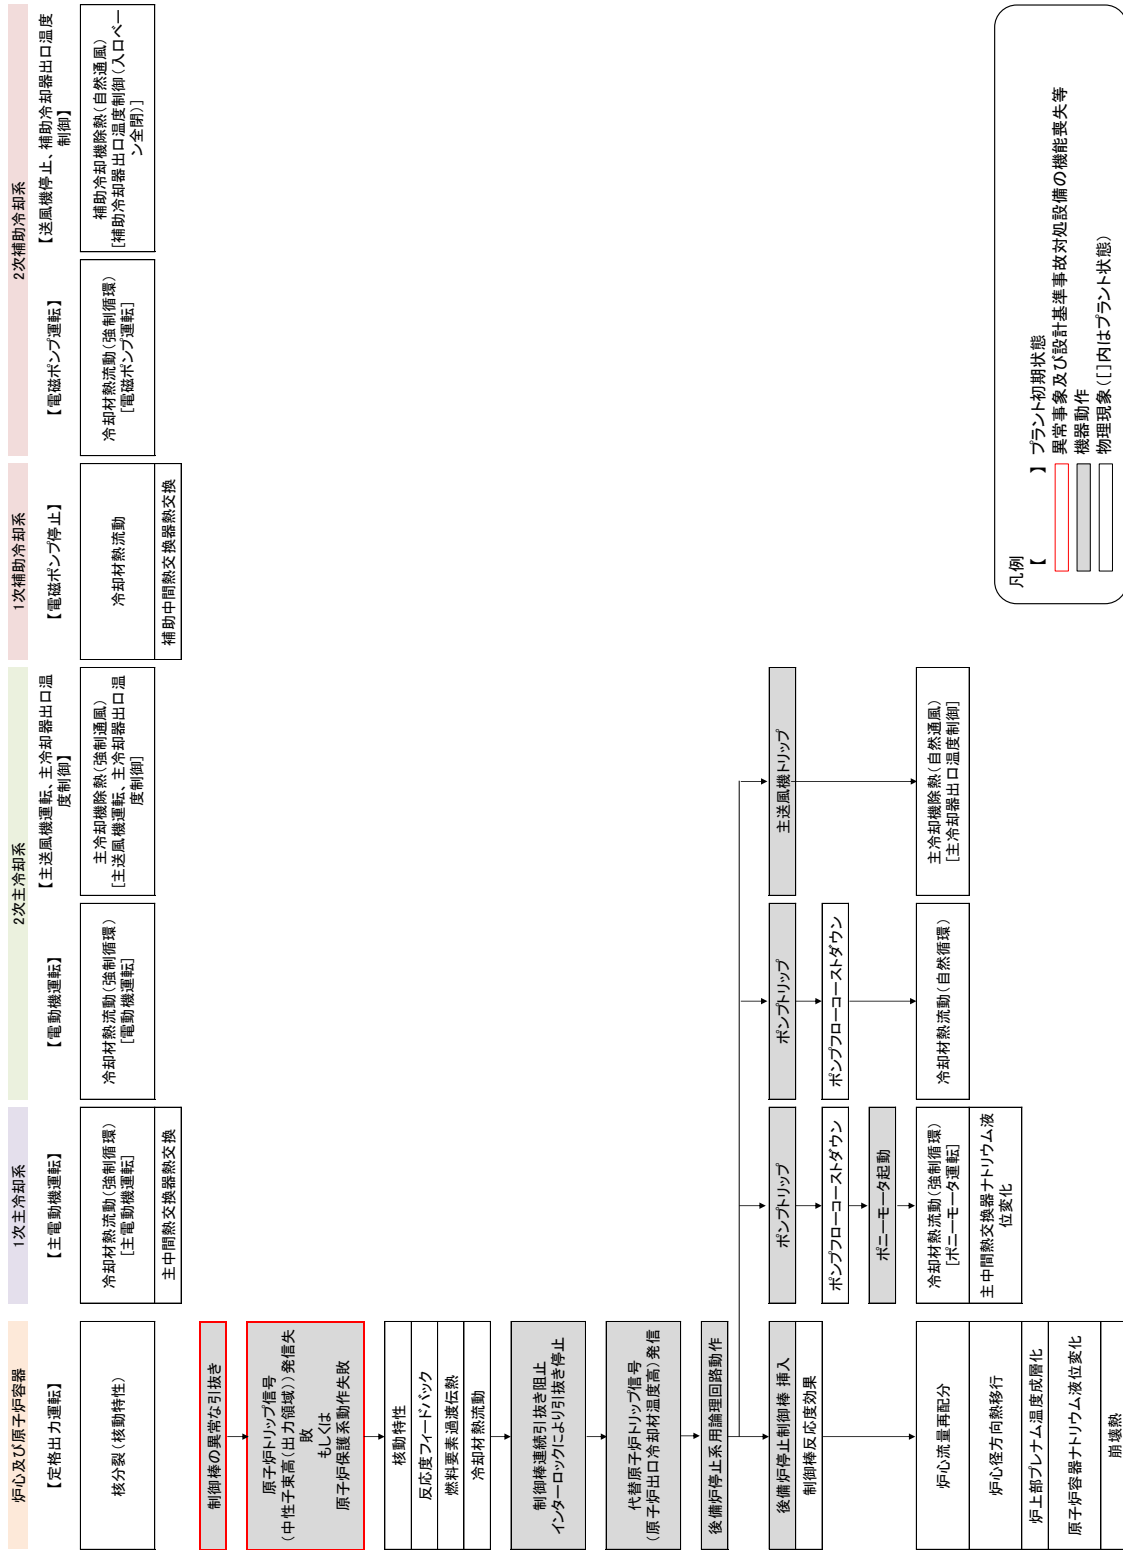 炉心及び原子炉容器
【定格出力運転】
核分裂(核動特性)
制御棒の異常な引抜き
原子炉トリップ信号
(中性子束高(出力領域))発信失
敗
もしくは
原子炉保護系動作失敗
核動特性
反応度フィードバック
燃料要素過渡伝熱
冷却材熱流動
制御棒連続引抜き阻止
インターロックにより引抜き停止
代替原子炉トリップ信号
(原子炉出口冷却材温度高)発信
後備炉停止系用論理回路動作
後備炉停止制御棒 挿入
制御棒反応度効果
炉心流量再配分
炉心径方向熱移行
炉上部プレナム温度成層化
原子炉容器ナトリウム液位変化
崩壊熱
1次主冷却系
【主電動機運転】
冷却材熱流動(強制循環)
[主電動機運転]
主中間熱交換器熱交換
ポンプトリップ
ポンプフローコーストダウン
ポニーモータ起動
冷却材熱流動(強制循環)
[ポニーモータ運転]
主中間熱交換器ナトリウム液
位変化
2次主冷却系
【電動機運転】
冷却材熱流動(強制循環)
[電動機運転]
ポンプトリップ
ポンプフローコーストダウン
冷却材熱流動(自然循環)
【主送風機運転、主冷却器出口温
度制御】
主冷却機除熱(強制通風)
[主送風機運転、主冷却器出口温
度制御]
主送風機トリップ
主冷却機除熱(自然通風)
[主冷却器出口温度制御]
1次補助冷却系
【電磁ポンプ停止】
冷却材熱流動
補助中間熱交換器熱交換
2次補助冷却系
【電磁ポンプ運転】
冷却材熱流動(強制循環)
[電磁ポンプ運転]
【送風機停止、補助冷却器出口温度
制御】
補助冷却機除熱(自然通風)
[補助冷却器出口温度制御(入口ベー
ン全閉)]
凡例
【 】 プラント初期状態
異常事象及び設計基準事故対処設備の機能喪失等
機器動作
物理現象([]内はプラント状態)